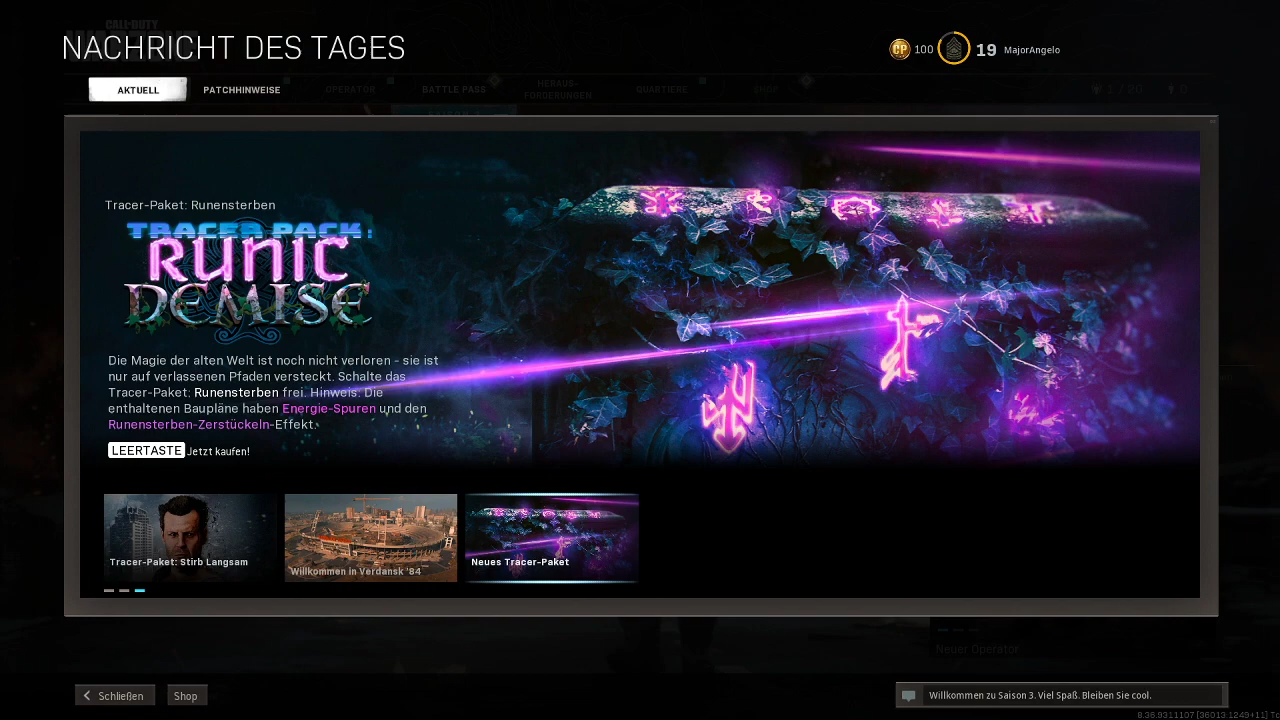 CALL OF DUTY
NACHRICHT DES TAGES
CP 100 19 MajorAngelo
AKTUELL PATCHHINWEISE OPERATOR BATTLE PASS HERAUS-
FORDERUNGEN QUARTIERE SHOP
Tracer-Paket: Runensterben
TRACER PACK:
RUNIC
DEMISE
Die Magie der alten Welt ist noch nicht verloren - sie ist
nur auf verlassenen Pfaden versteckt. Schalte das
Tracer-Paket: Runensterben frei. Hinweis: Die
enthaltenen Baupläne haben Energie-Spuren und den
Runensterben-Zerstückeln-Effekt.
LEERTASTE Jetzt kaufen!
Tracer-Paket: Stirb Langsam
Willkommen in Verdansk '84
Neues Tracer-Paket
Neuer Operator
Schließen Shop
Willkommen zu Saison 3. Viel Spaß. Bleiben Sie cool.